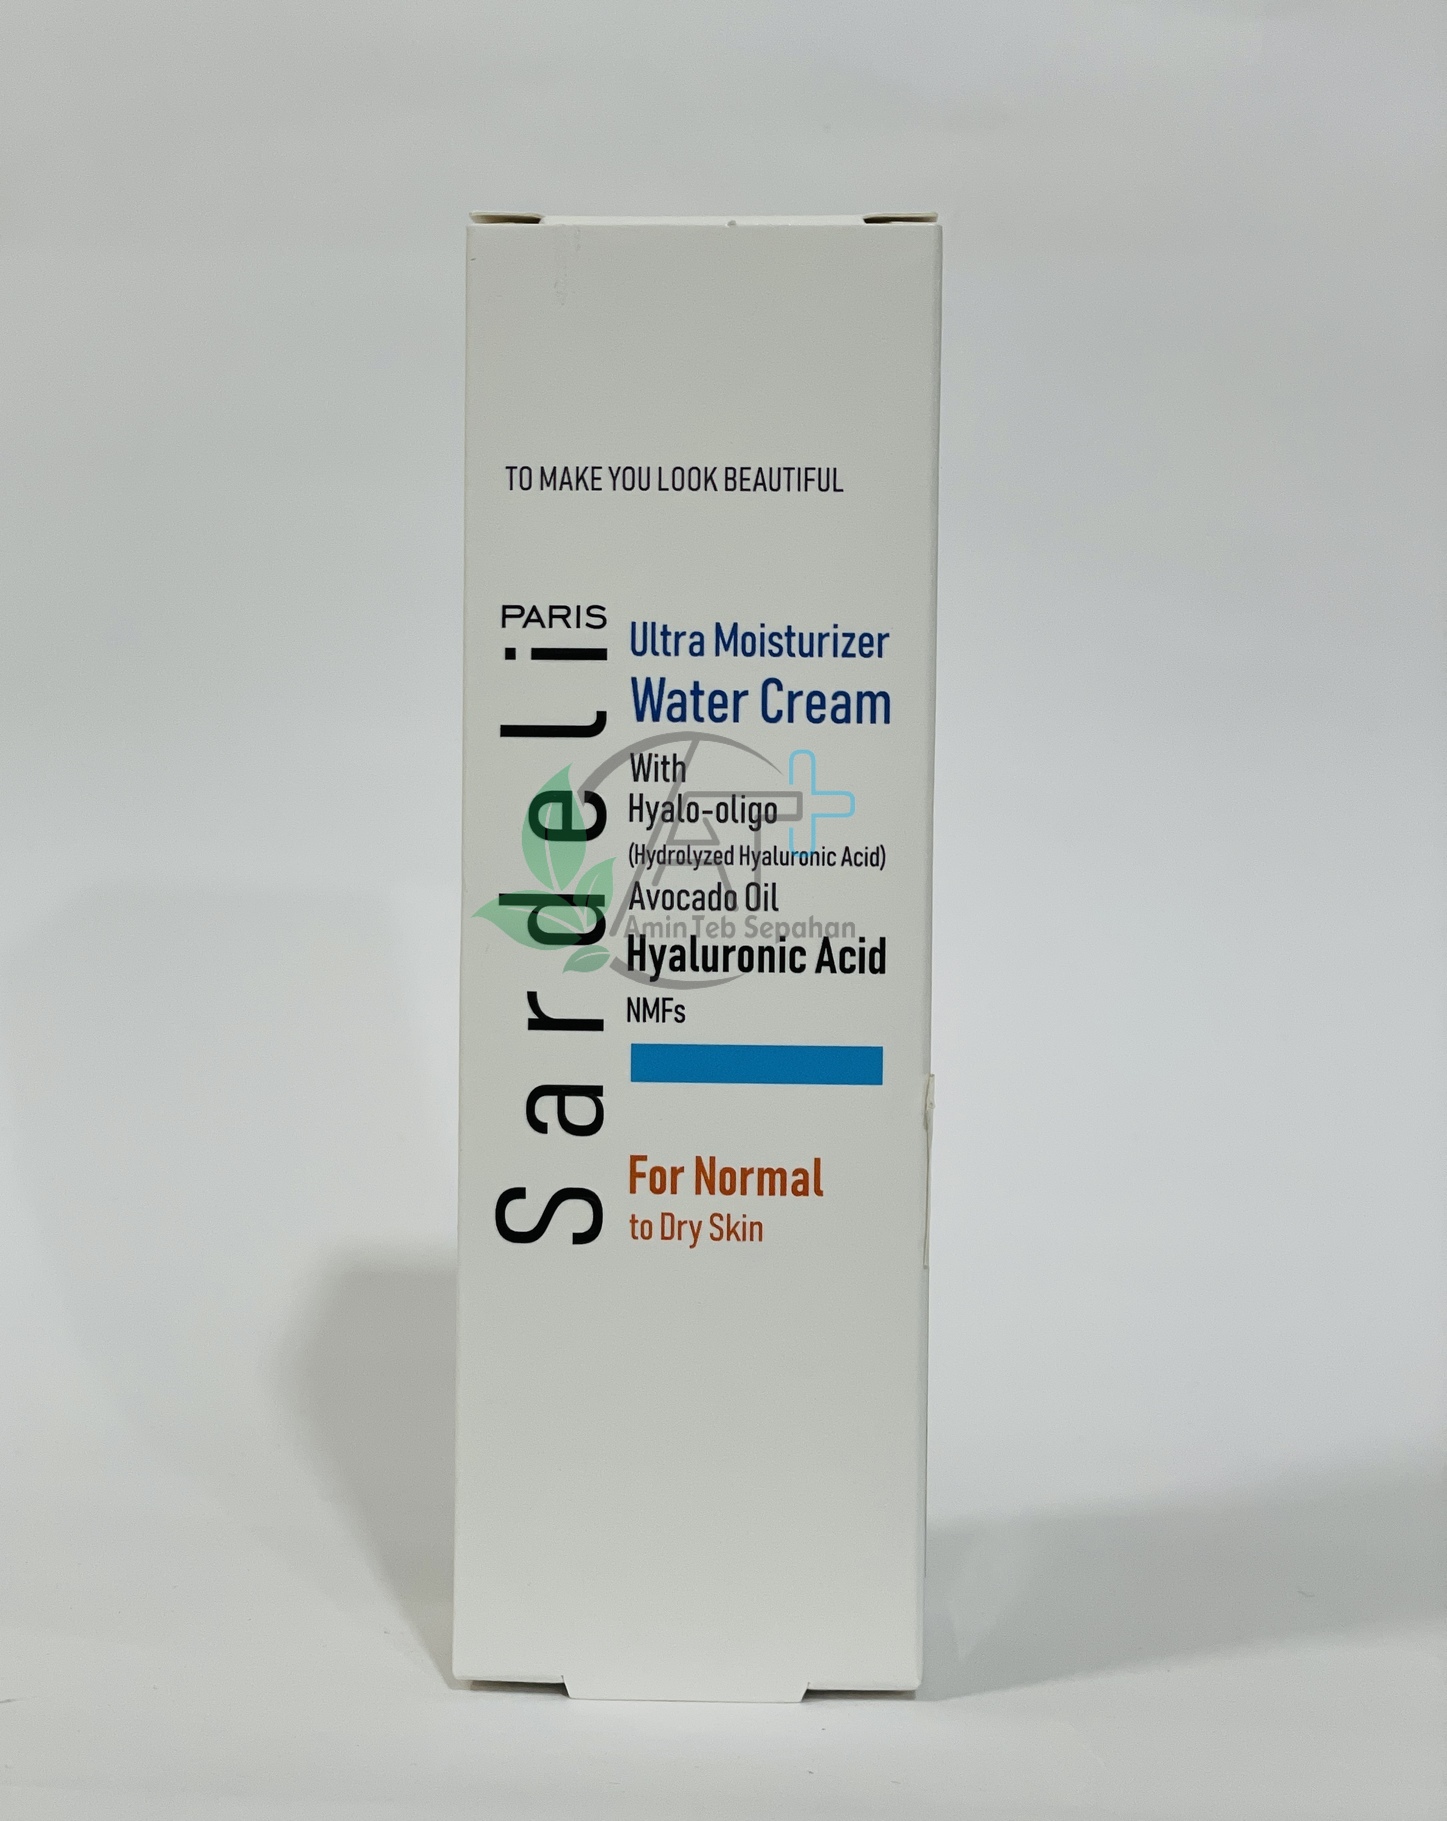 TO MAKE YOU LOOK BEAUTIFUL
Sardeli
PARIS
Ultra Moisturizer
Water Cream
With
Hyalo-oligo
(Hydrolyzed Hyaluronic Acid)
Avocado Oil
AT+
Amin Teb Sepahan
Hyaluronic Acid
NMFs
For Normal
to Dry Skin